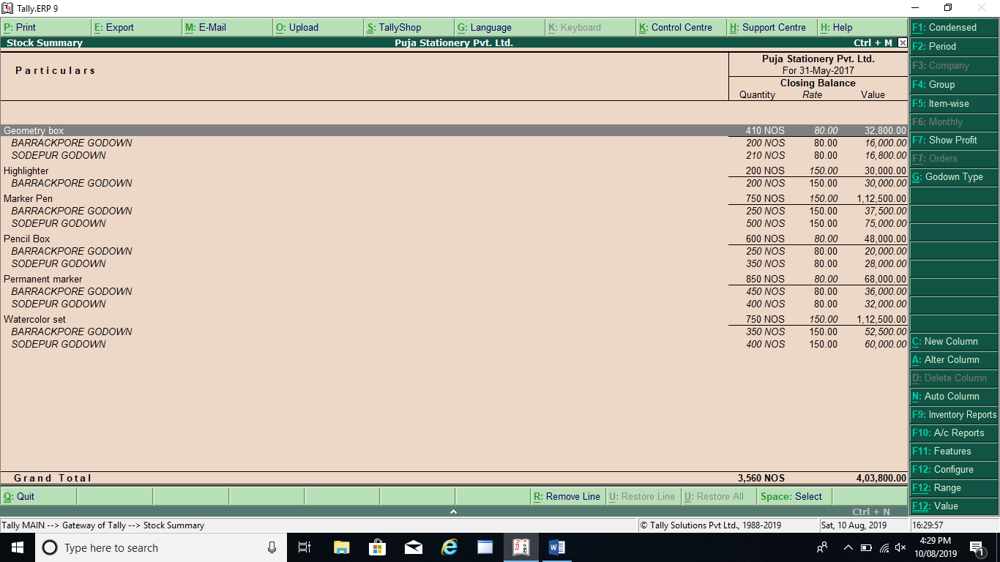 Tally.ERP 9
P: Print E: Export M: E-Mail O: Upload S: TallyShop G: Language K: Keyboard K: Control Centre H: Support Centre H: Help
Stock Summary Puja Stationery Pvt. Ltd. Ctrl + M
Particulars
Puja Stationery Pvt. Ltd.
For 31-May-2017
Closing Balance
Quantity Rate Value
Geometry box 410 NOS 80.00 32,800.00
BARRACKPORE GODOWN 200 NOS 80.00 16,000.00
SODEPUR GODOWN 210 NOS 80.00 16,800.00
Highlighter 200 NOS 150.00 30,000.00
BARRACKPORE GODOWN 200 NOS 150.00 30,000.00
Marker Pen 750 NOS 150.00 1,12,500.00
BARRACKPORE GODOWN 250 NOS 150.00 37,500.00
SODEPUR GODOWN 500 NOS 150.00 75,000.00
Pencil Box 600 NOS 80.00 48,000.00
BARRACKPORE GODOWN 250 NOS 80.00 20,000.00
SODEPUR GODOWN 350 NOS 80.00 28,000.00
Permanent marker 850 NOS 80.00 68,000.00
BARRACKPORE GODOWN 450 NOS 80.00 36,000.00
SODEPUR GODOWN 400 NOS 80.00 32,000.00
Watercolor set 750 NOS 150.00 1,12,500.00
BARRACKPORE GODOWN 350 NOS 150.00 52,500.00
SODEPUR GODOWN 400 NOS 150.00 60,000.00
Grand Total 3,560 NOS 4,03,800.00
F1: Condensed
F2: Period
F3: Company
F4: Group
F5: Item-wise
F6: Monthly
F7: Show Profit
F7: Orders
G: Godown Type
C: New Column
A: Alter Column
D: Delete Column
N: Auto Column
F9: Inventory Reports
F10: A/c Reports
F11: Features
F12: Configure
F12: Range
F12: Value
Q: Quit R: Remove Line U: Restore Line U: Restore All Space: Select
Ctrl + N
Tally MAIN --> Gateway of Tally --> Stock Summary © Tally Solutions Pvt Ltd., 1988-2019 Sat, 10 Aug, 2019 16:29:57
Type here to search
Tally ERP 9
4:29 PM
10/08/2019
1